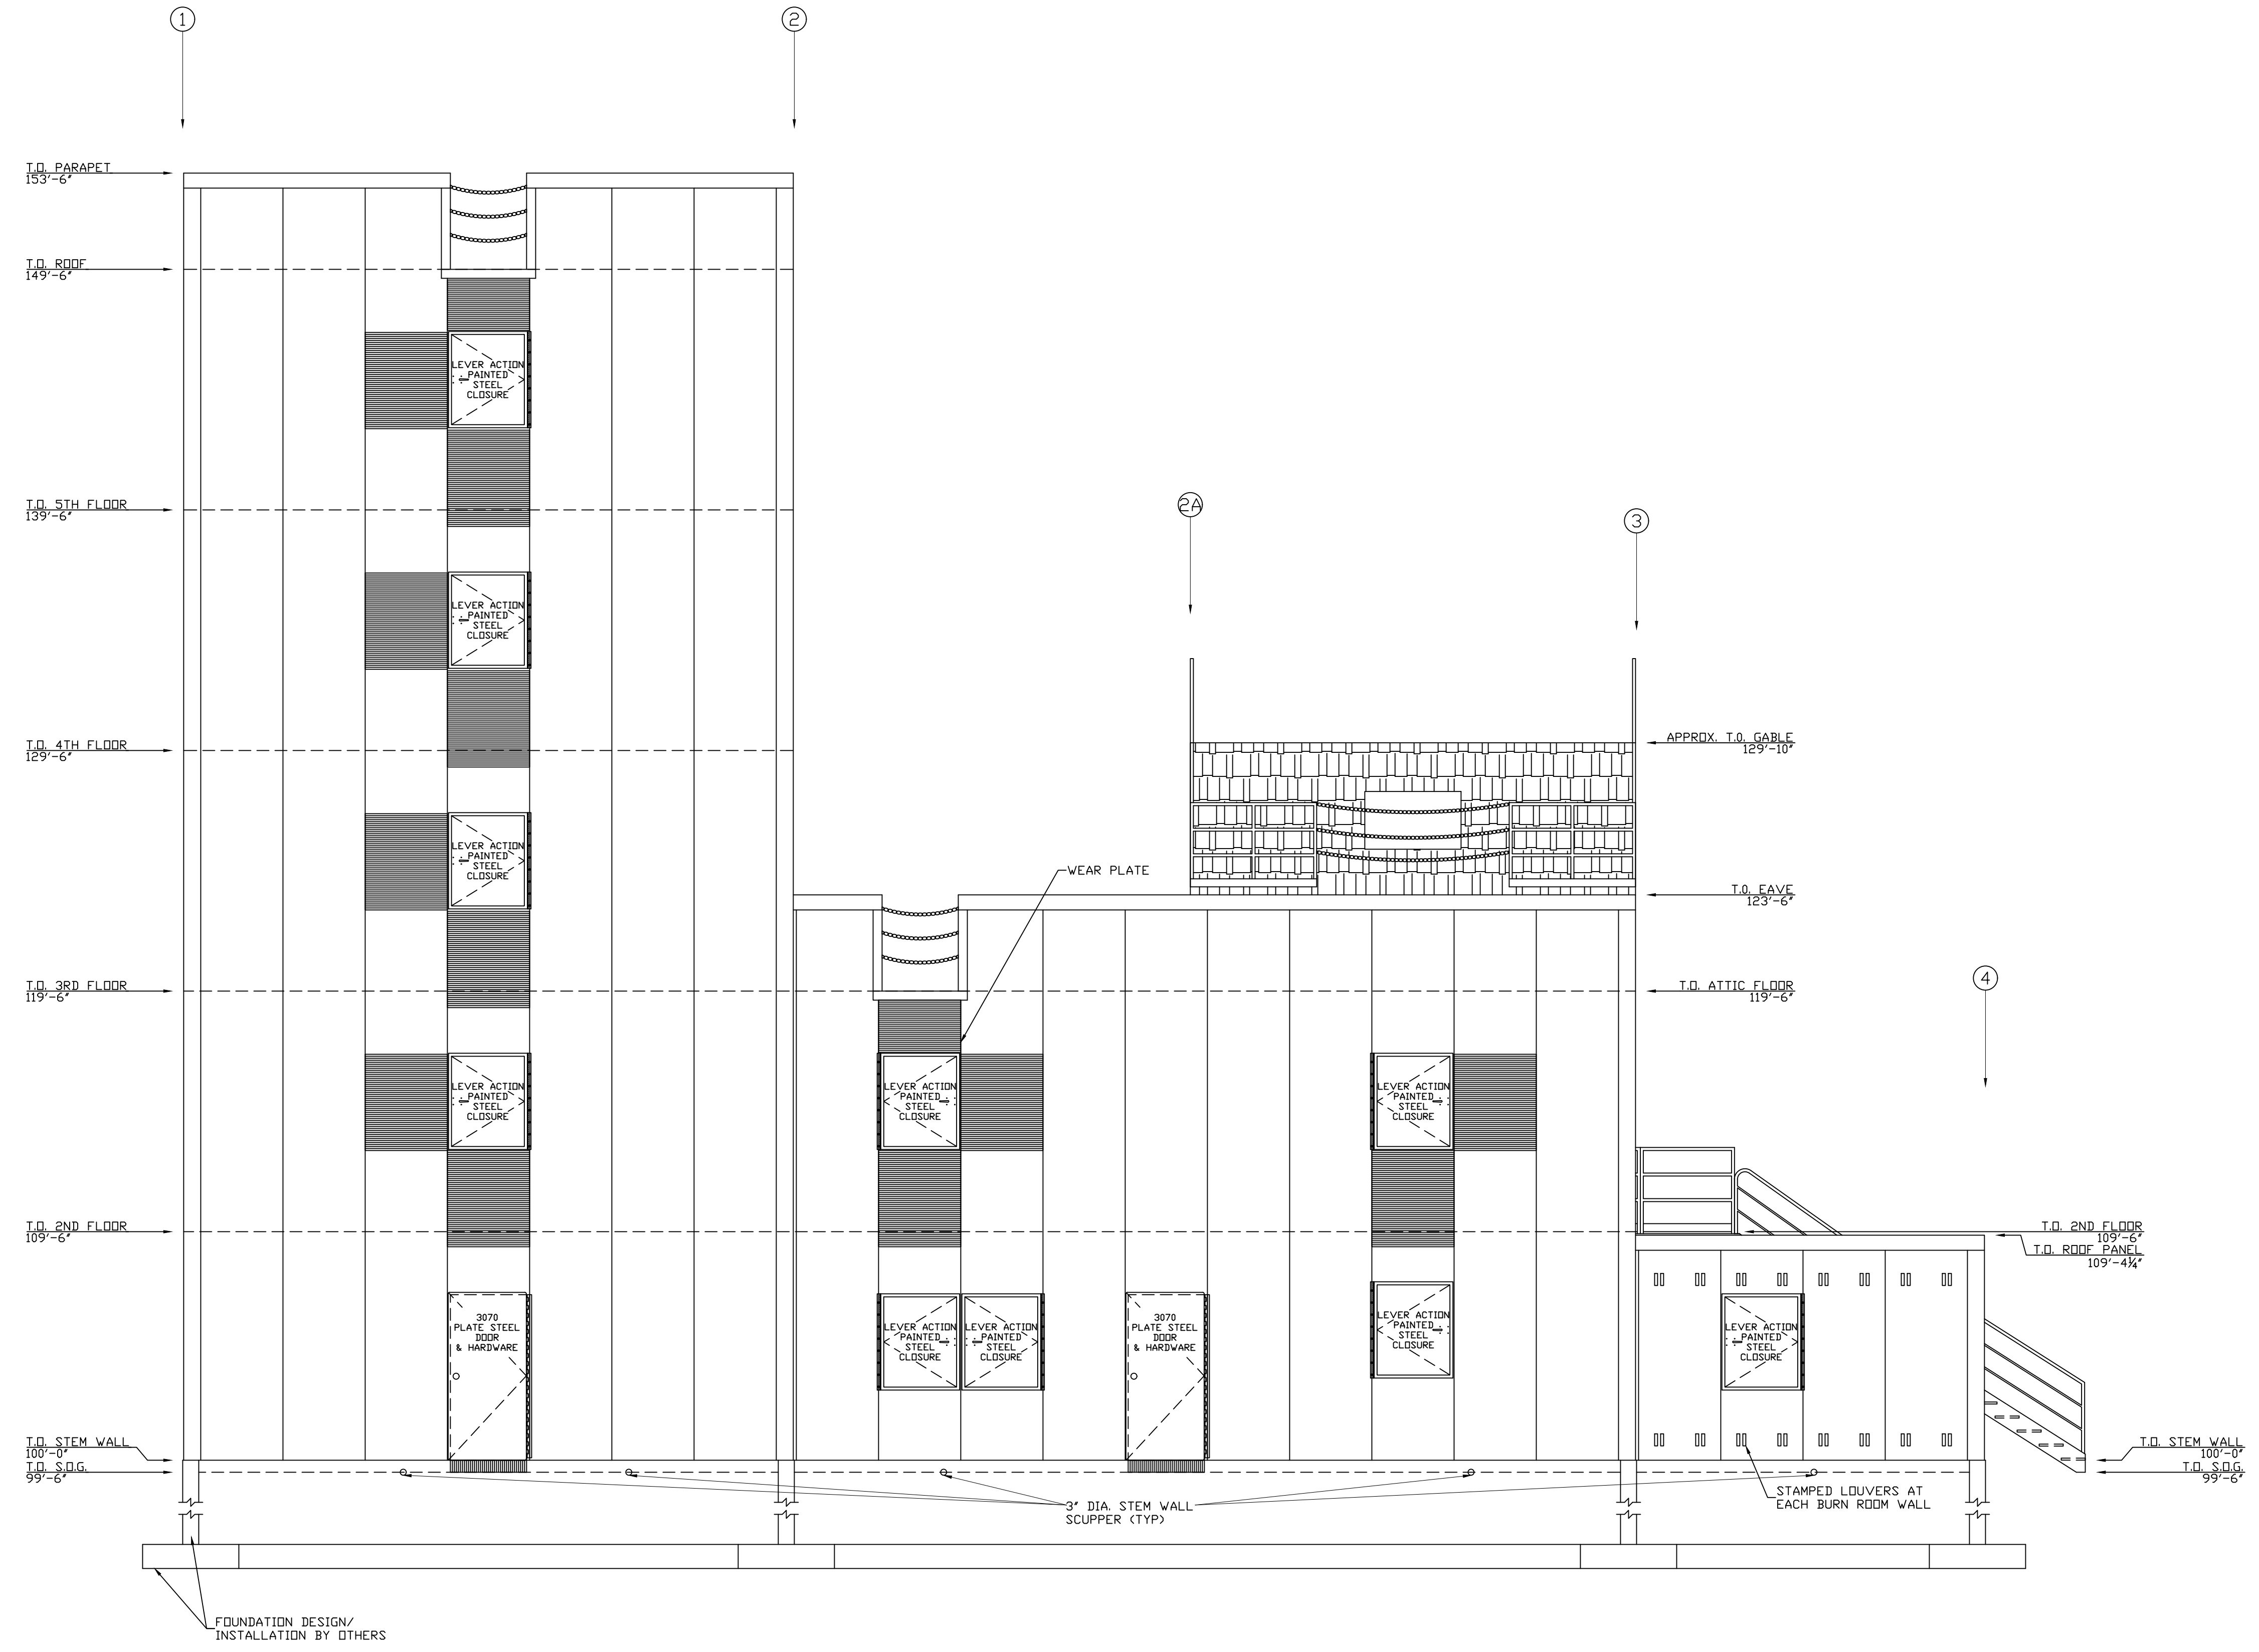 1
2
T.O. PARAPET
153'-6"
T.O. ROOF
149'-6"
LEVER ACTION
PAINTED
STEEL
CLOSURE
T.O. 5TH FLOOR
139'-6"
2A
3
LEVER ACTION
PAINTED
STEEL
CLOSURE
T.O. 4TH FLOOR
129'-6"
APPROX. T.O. GABLE
129'-10"
LEVER ACTION
PAINTED
STEEL
CLOSURE
WEAR PLATE
T.O. EAVE
123'-6"
T.O. 3RD FLOOR
119'-6"
T.O. ATTIC FLOOR
119'-6"
4
LEVER ACTION
PAINTED
STEEL
CLOSURE
LEVER ACTION
PAINTED
STEEL
CLOSURE
LEVER ACTION
PAINTED
STEEL
CLOSURE
T.O. 2ND FLOOR
109'-6"
T.O. 2ND FLOOR
109'-6"
T.O. ROOF PANEL
109'-4¼"
3070
PLATE STEEL
DOOR
& HARDWARE
LEVER ACTION
PAINTED
STEEL
CLOSURE
LEVER ACTION
PAINTED
STEEL
CLOSURE
3070
PLATE STEEL
DOOR
& HARDWARE
LEVER ACTION
PAINTED
STEEL
CLOSURE
LEVER ACTION
PAINTED
STEEL
CLOSURE
T.O. STEM WALL
100'-0"
T.O. S.O.G.
99'-6"
T.O. STEM WALL
100'-0"
T.O. S.O.G.
99'-6"
3" DIA. STEM WALL
SCUPPER (TYP)
STAMPED LOUVERS AT
EACH BURN ROOM WALL
FOUNDATION DESIGN/
INSTALLATION BY OTHERS